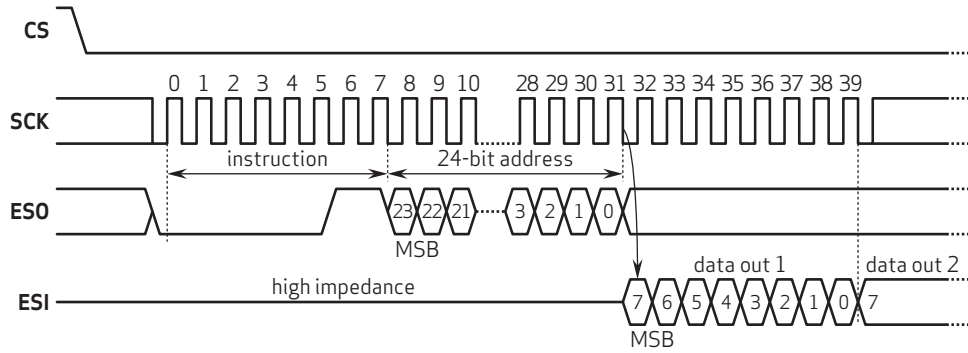 CS
0 1 2 3 4 5 6 7 8 9 10 28 29 30 31 32 33 34 35 36 37 38 39
SCK
instruction 24-bit address
ESO 23 22 21 3 2 1 0
MSB
data out 1 data out 2
high impedance
ESI 7 6 5 4 3 2 1 0 7
MSB